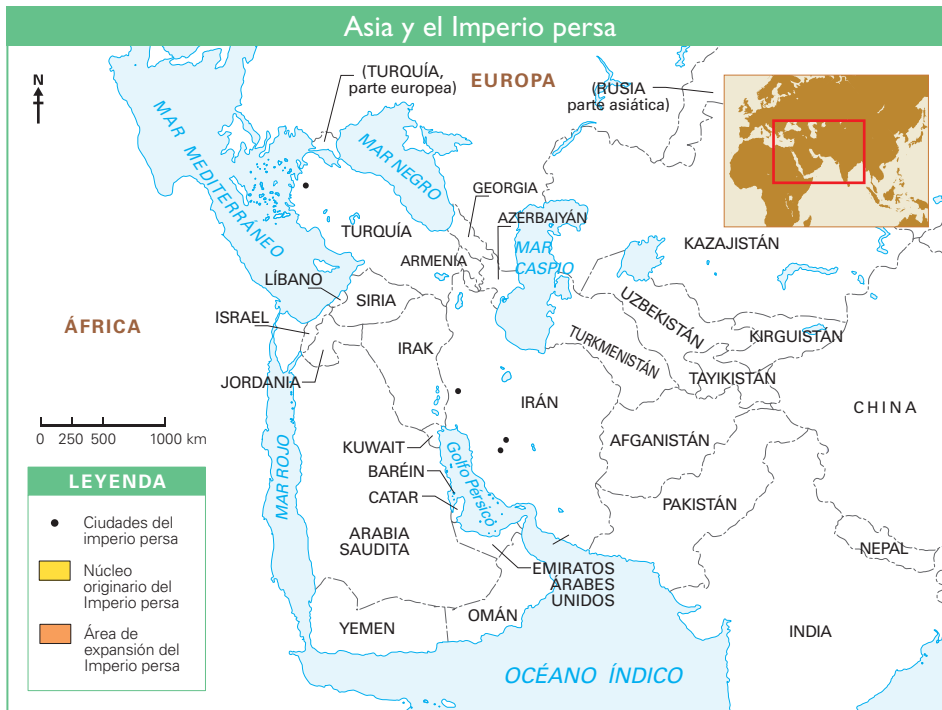 Asia y el Imperio persa
N
(TURQUÍA,
parte europea)
EUROPA
(RUSIA
parte asiática)
MAR MEDITERRÁNEO
MAR NEGRO
GEORGIA
AZERBAIYÁN
TURQUÍA
ARMENIA
MAR
CASPIO
KAZAJISTÁN
LÍBANO
SIRIA
UZBEKISTÁN
ISRAEL
ÁFRICA
IRAK
TURKMENISTÁN
KIRGUISTÁN
JORDANIA
TAYIKISTÁN
IRÁN
CHINA
0 250 500 1000 km
KUWAIT
AFGANISTÁN
BARÉIN
Golfo Pérsico
CATAR
PAKISTÁN
MAR ROJO
ARABIA
SAUDITA
NEPAL
EMIRATOS
ÁRABES
UNIDOS
OMÁN
YEMEN
INDIA
OCÉANO ÍNDICO
LEYENDA
Ciudades del
imperio persa
Núcleo
originario del
Imperio persa
Área de
expansión del
Imperio persa